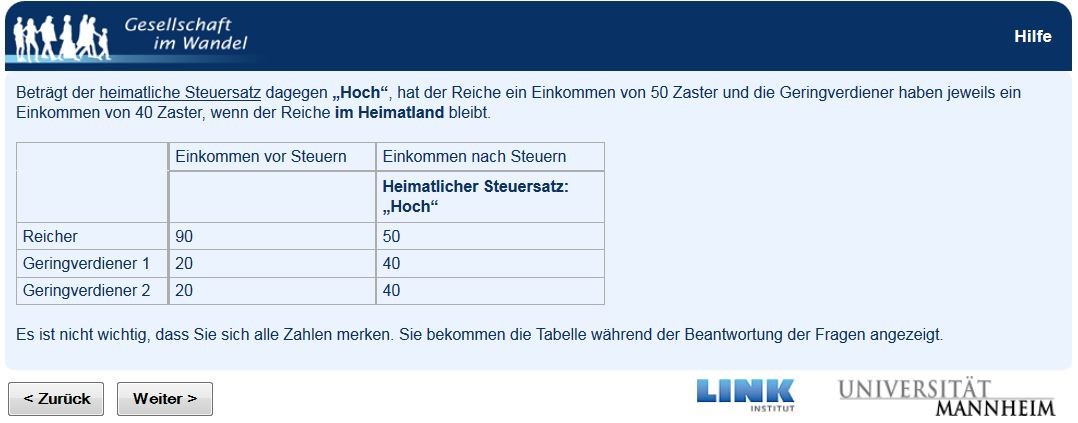 Gesellschaft
im Wandel
Hilfe
Beträgt der heimatliche Steuersatz dagegen „Hoch“, hat der Reiche ein Einkommen von 50 Zaster und die Geringverdiener haben jeweils ein
Einkommen von 40 Zaster, wenn der Reiche im Heimatland bleibt.
Einkommen vor Steuern Einkommen nach Steuern
Heimatlicher Steuersatz:
„Hoch“
Reicher 90 50
Geringverdiener 1 20 40
Geringverdiener 2 20 40
Es ist nicht wichtig, dass Sie sich alle Zahlen merken. Sie bekommen die Tabelle während der Beantwortung der Fragen angezeigt.
< Zurück Weiter >
LINK
INSTITUT
UNIVERSITÄT
MANNHEIM